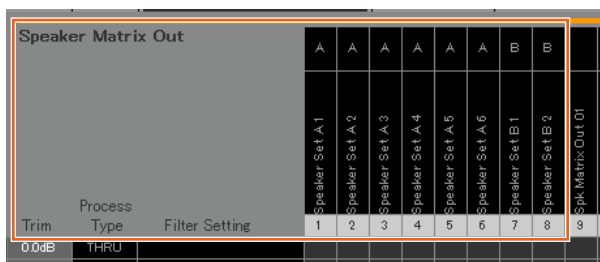 Speaker Matrix Out
A A A A A A B B
Speaker Set A 1
Speaker Set A 2
Speaker Set A 3
Speaker Set A 4
Speaker Set A 5
Speaker Set A 6
Speaker Set B 1
Speaker Set B 2
Spk Matrix Out 01
Process
Trim Type Filter Setting 1 2 3 4 5 6 7 8 9
0.0dB THRU